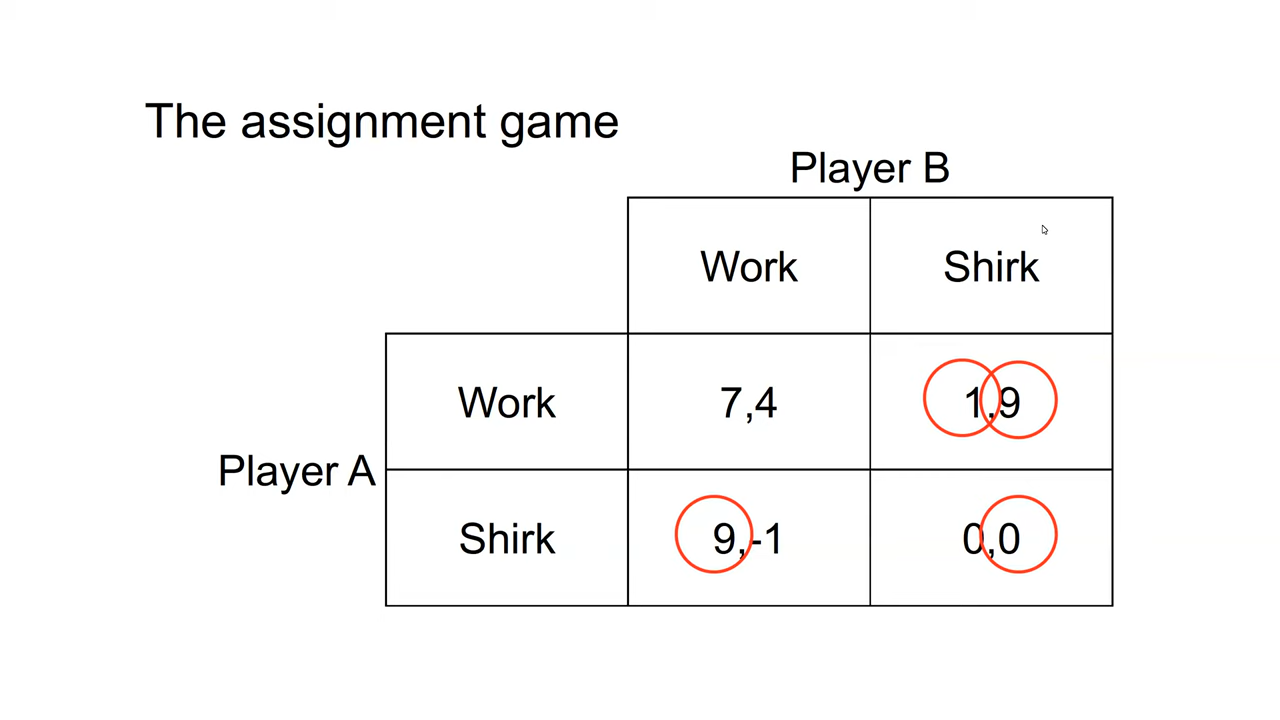 The assignment game
Player B
Work Shirk
Work 7,4 1,9
Player A
Shirk 9,-1 0,0